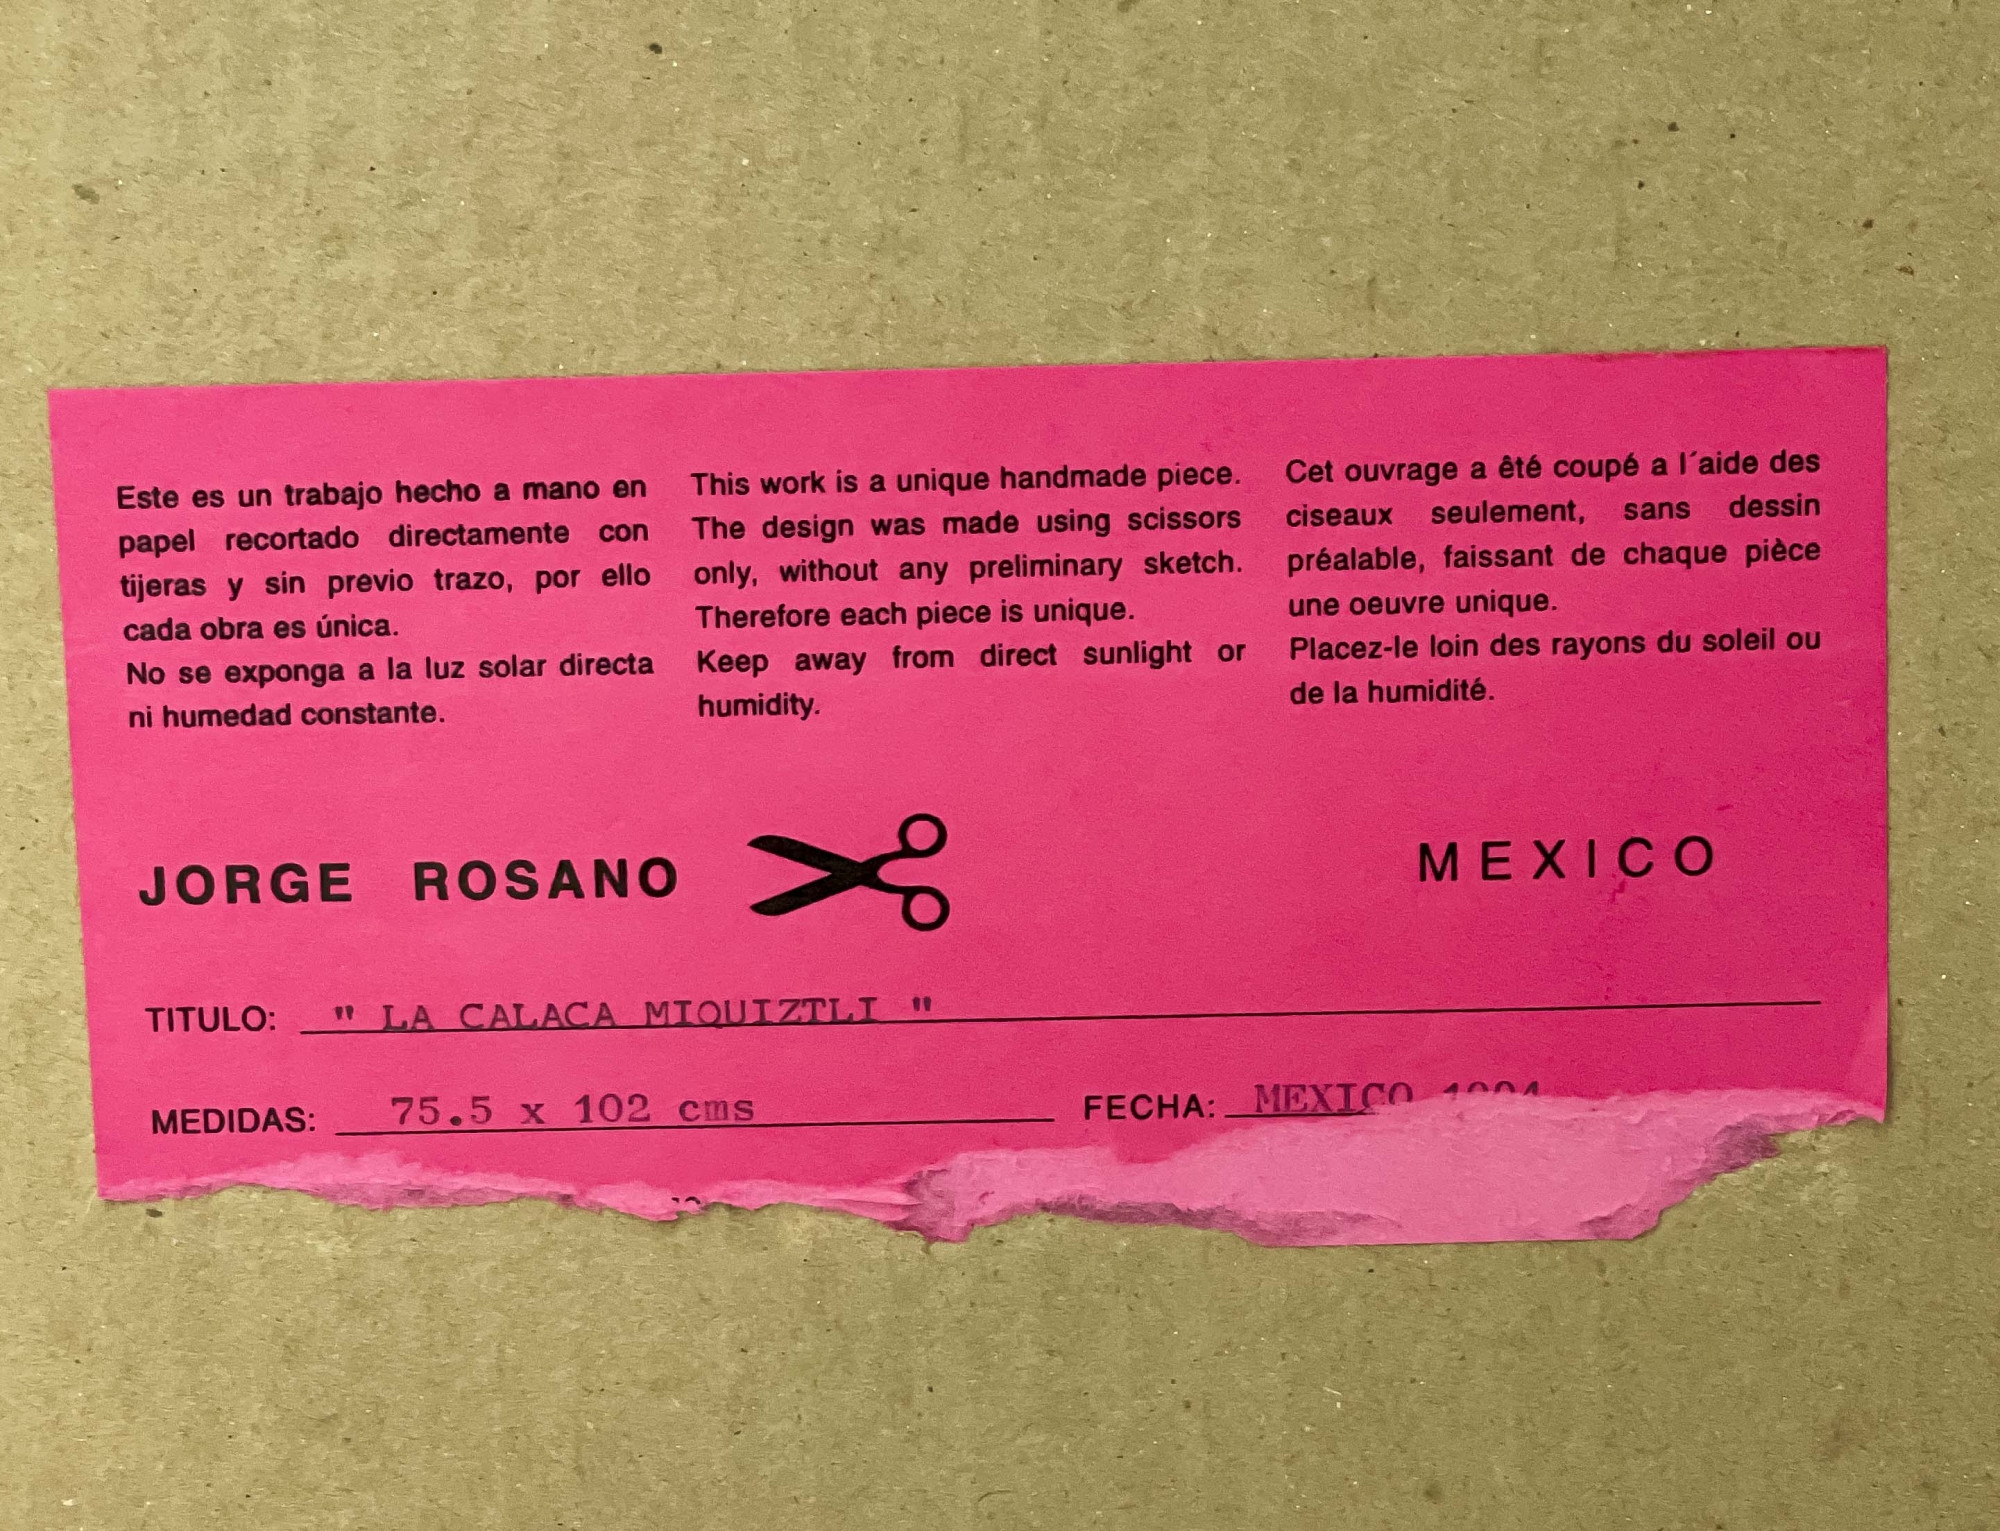 Este es un trabajo hecho a mano en
papel recortado directamente con
tijeras y sin previo trazo, por ello
cada obra es única.
No se exponga a la luz solar directa
ni humedad constante.
This work is a unique handmade piece.
The design was made using scissors
only, without any preliminary sketch.
Therefore each piece is unique.
Keep away from direct sunlight or
humidity.
Cet ouvrage a êté coupé a l´aide des
ciseaux seulement, sans dessin
préalable, faissant de chaque pièce
une oeuvre unique.
Placez-le loin des rayons du soleil ou
de la humidité.
JORGE ROSANO
MEXICO
TITULO: " LA CALACA MIQUIZTLI "
MEDIDAS: 75.5 x 102 cms
FECHA: MEXICO